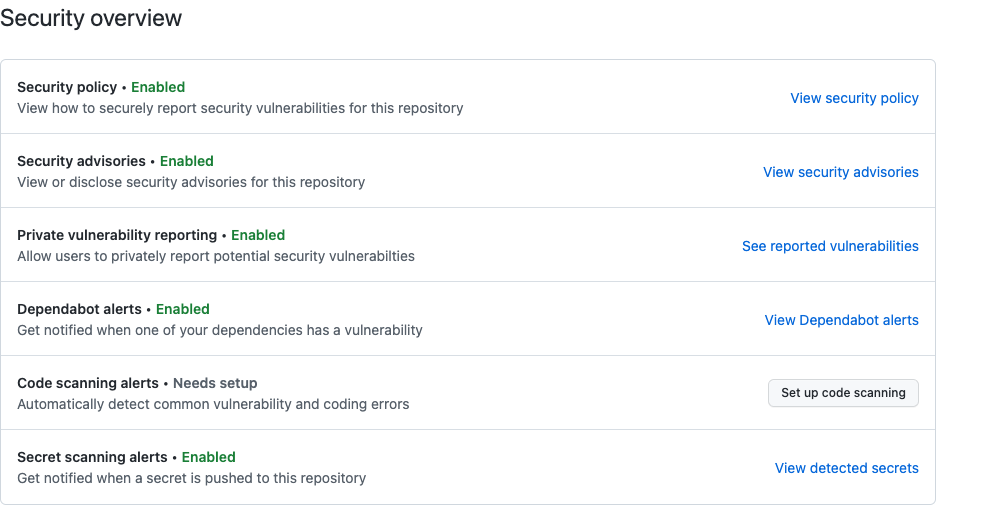 Security overview
Security policy • Enabled
View how to securely report security vulnerabilities for this repository
View security policy
Security advisories • Enabled
View or disclose security advisories for this repository
View security advisories
Private vulnerability reporting • Enabled
Allow users to privately report potential security vulnerabilties
See reported vulnerabilities
Dependabot alerts • Enabled
Get notified when one of your dependencies has a vulnerability
View Dependabot alerts
Code scanning alerts • Needs setup
Automatically detect common vulnerability and coding errors
Set up code scanning
Secret scanning alerts • Enabled
Get notified when a secret is pushed to this repository
View detected secrets